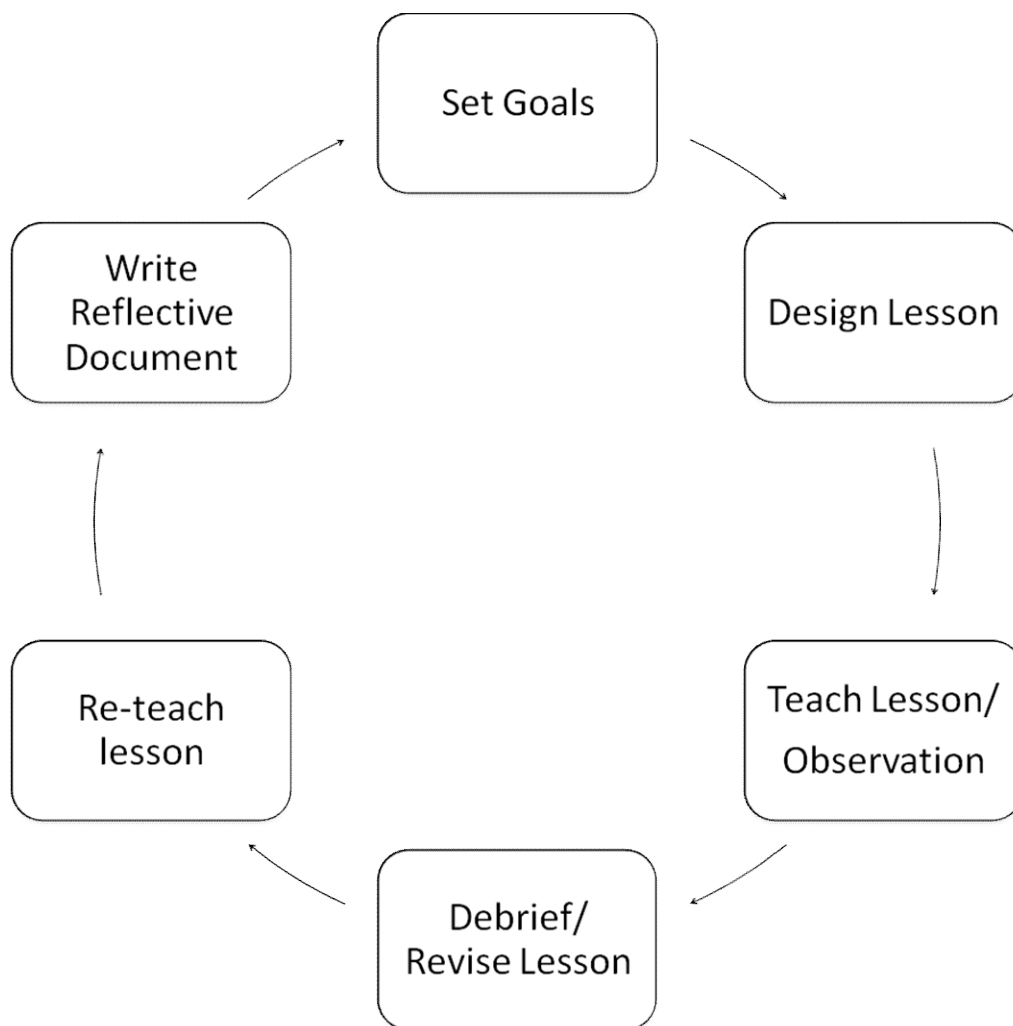 Set Goals
Design Lesson
Teach Lesson/
Observation
Debrief/
Revise Lesson
Re-teach
lesson
Write
Reflective
Document